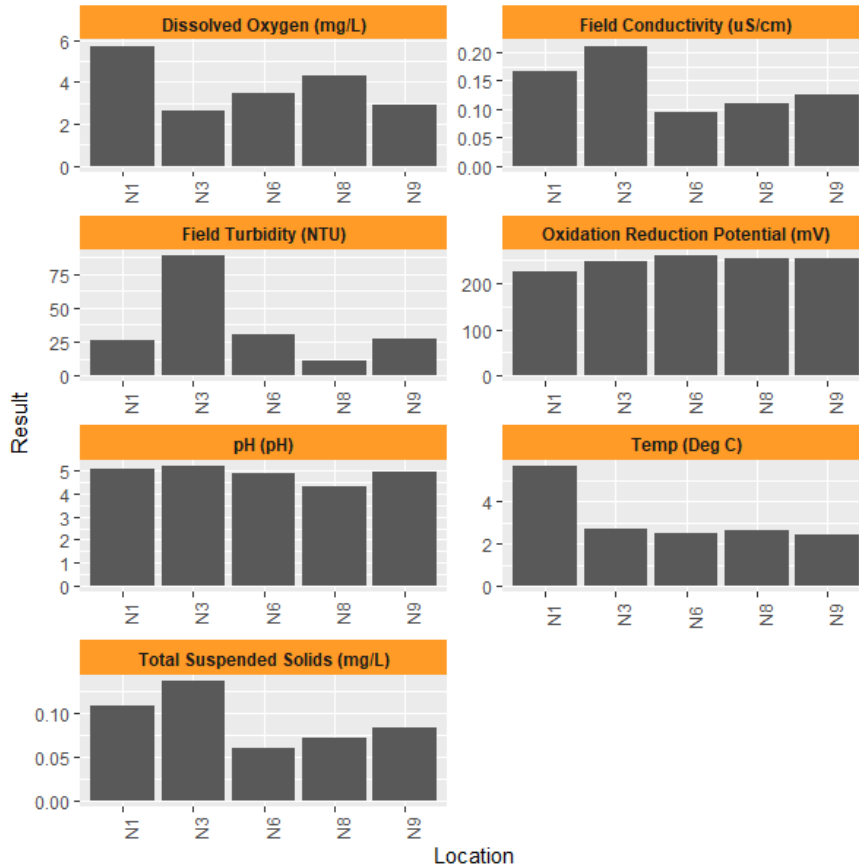 Dissolved Oxygen (mg/L)
6
4
2
0
N1 N3 N6 N8 N9
Field Conductivity (uS/cm)
0.20
0.15
0.10
0.05
0.00
N1 N3 N6 N8 N9
Field Turbidity (NTU)
75
50
25
0
N1 N3 N6 N8 N9
Oxidation Reduction Potential (mV)
200
100
0
N1 N3 N6 N8 N9
Result
pH (pH)
5
4
3
2
1
0
N1 N3 N6 N8 N9
Temp (Deg C)
4
2
0
N1 N3 N6 N8 N9
Total Suspended Solids (mg/L)
0.10
0.05
0.00
N1 N3 N6 N8 N9
Location